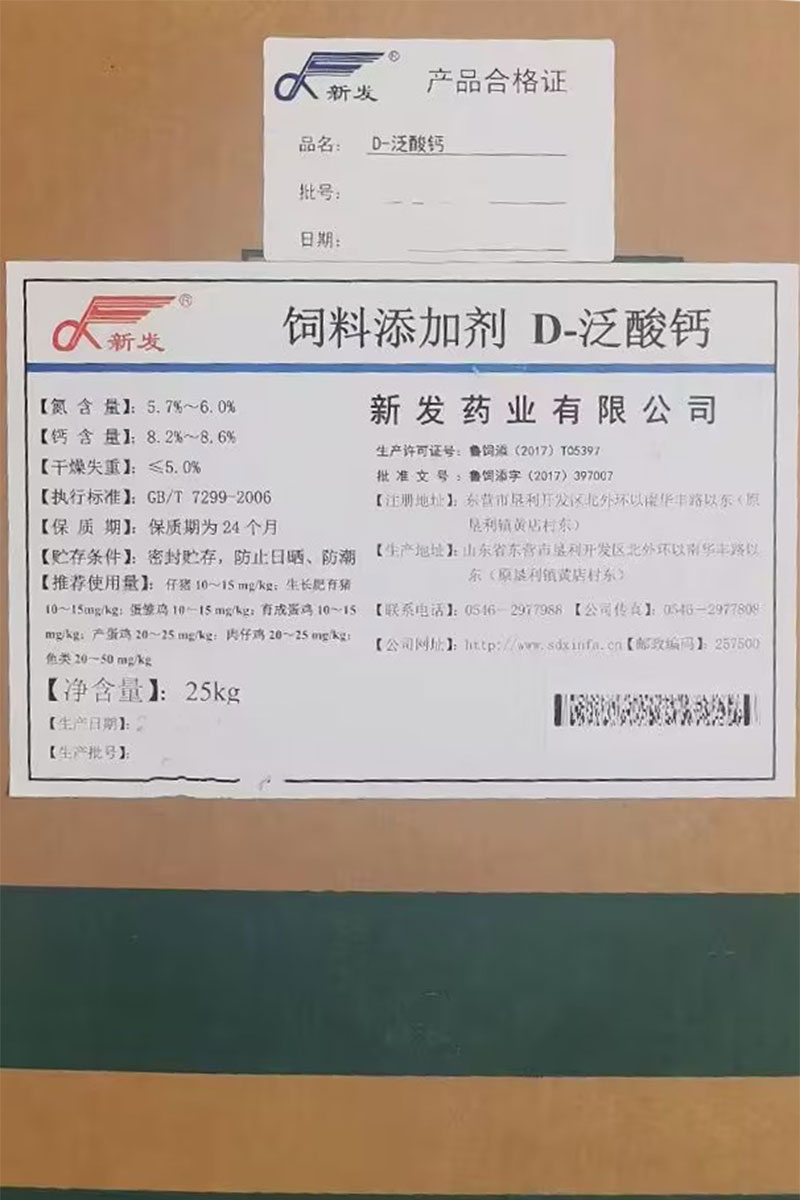 新发®
产品合格证
品名: D-泛酸钙
批号:
日期:
新发®
饲料添加剂 D-泛酸钙
【氮 含 量】: 5.7%～6.0%
【钙 含 量】: 8.2%～8.6%
【干燥失重】: ≤5.0%
【执行标准】: GB/T 7299-2006
【保 质 期】: 保质期为 24 个月
【贮存条件】: 密封贮存，防止日晒、防潮
【推荐使用量】: 仔猪 10～15 mg/kg; 生长肥育猪
10～15mg/kg; 蛋雏鸡 10～15 mg/kg; 育成蛋鸡 10～15
mg/kg; 产蛋鸡 20～25 mg/kg; 肉仔鸡 20～25 mg/kg;
鱼类 20～50 mg/kg
【净含量】: 25kg
【生产日期】:
【生产批号】:
新发药业有限公司
生产许可证号: 鲁饲添（2017）T05397
批 准 文 号 : 鲁饲添字（2017）397007
【注册地址】: 东营市垦利开发区北外环以南华丰路以东（原
垦利镇黄店村东）
【生产地址】: 山东省东营市垦利开发区北外环以南华丰路以
东（原垦利镇黄店村东）
【联系电话】: 0546-2977988 【公司传真】: 0546-2977808
【公司网址】: http://www.sdxinfa.cn【邮政编码】: 257500